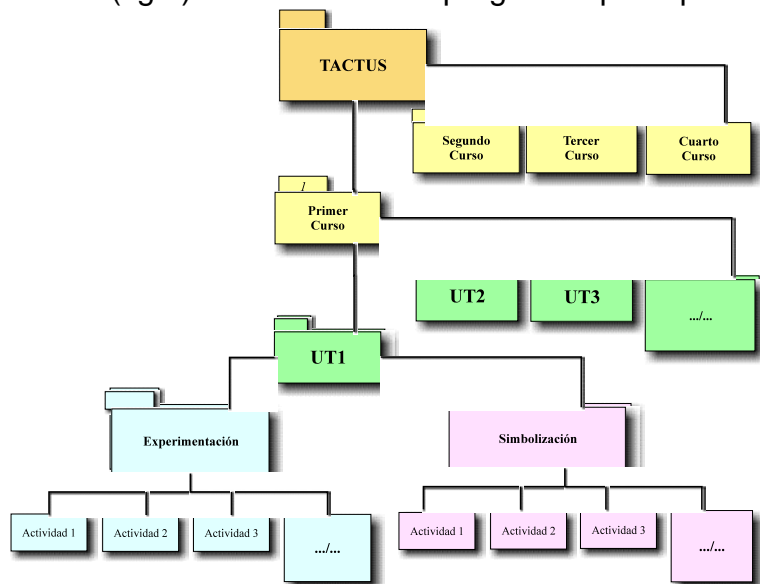 TACTUS
Segundo
Curso
Tercer
Curso
Cuarto
Curso
1
Primer
Curso
UT2
UT3
.../...
UT1
Experimentación
Simbolización
Actividad 1
Actividad 2
Actividad 3
.../...
Actividad 1
Actividad 2
Actividad 3
.../...